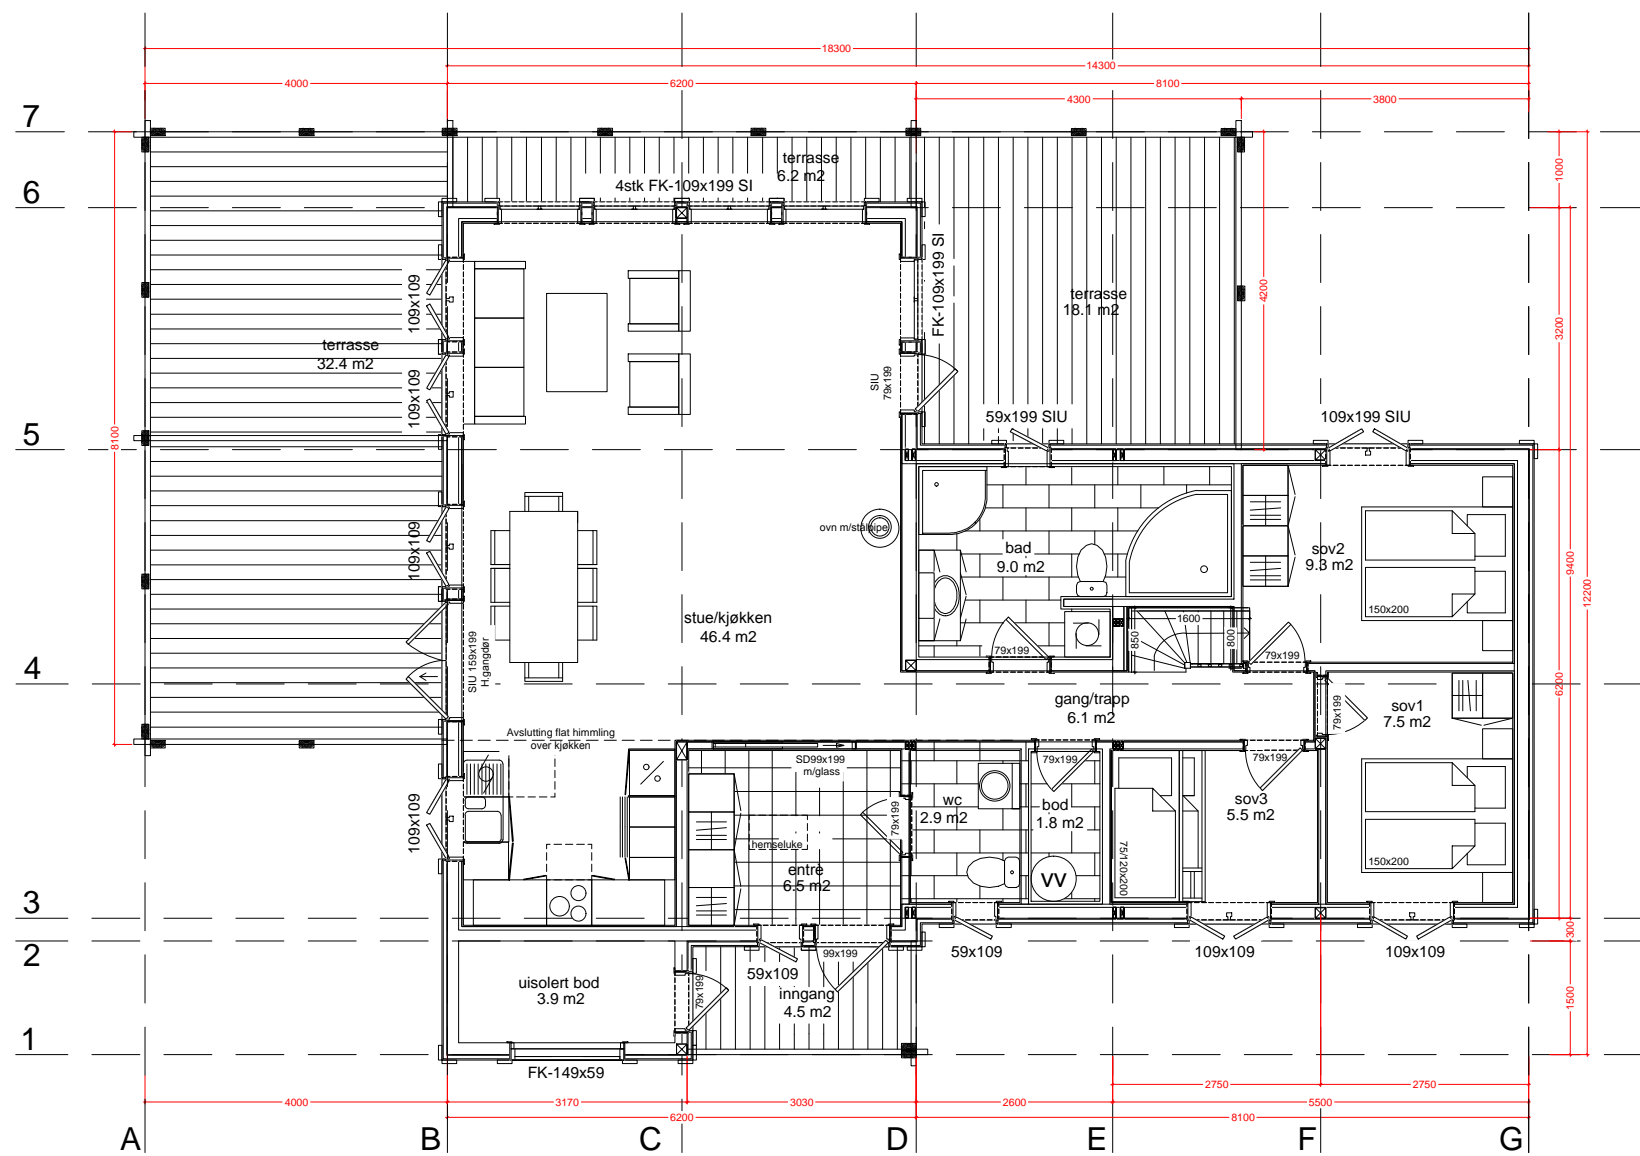 18300
14300
4000
6200
8100
4300
3800
7
terrasse
6.2 m2
4stk FK-109x199 SI
1000
6
FK-109x199 SI
terrasse
18.1 m2
4200
3200
109x109
terrasse
32.4 m2
109x109
SIU
79x199
59x199 SIU
109x199 SIU
5
8100
ovn m/stålpipe
109x109
bad
9.0 m2
sov2
9.3 m2
9400
12200
150x200
stue/kjøkken
46.4 m2
1600
850
800
79x199
79x199
SIU 159x199
H.gangdør
4
gang/trapp
6.1 m2
79x199
sov1
7.5 m2
6200
Avslutting flat himmling
over kjøkken
SD99x199
m/glass
79x199
79x199
109x109
79x199
wc
2.9 m2
bod
1.8 m2
sov3
5.5 m2
hemseluke
entrè
6.5 m2
VV
75/120x200
150x200
3
300
2
59x109
99x199
59x109
109x109
109x109
uisolert bod
3.9 m2
79x199
inngang
4.5 m2
1500
1
FK-149x59
2750
2750
4000
3170
3030
2600
5500
6200
8100
A
B
C
D
E
F
G